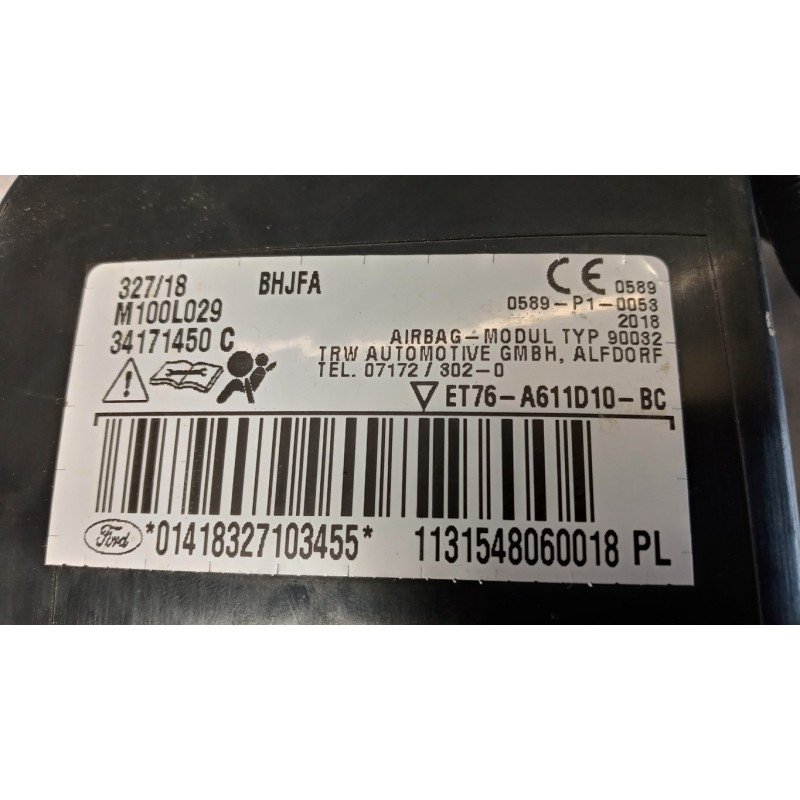 327/18 BHJFA CE 0589
M100L029 0589-P1-0053
2018
34171450 C AIRBAG-MODUL TYP 90032
TRW AUTOMOTIVE GMBH, ALFDORF
TEL. 07172/302-0
ET76-A611D10-BC
Ford *01418327103455* 1131548060018 PL